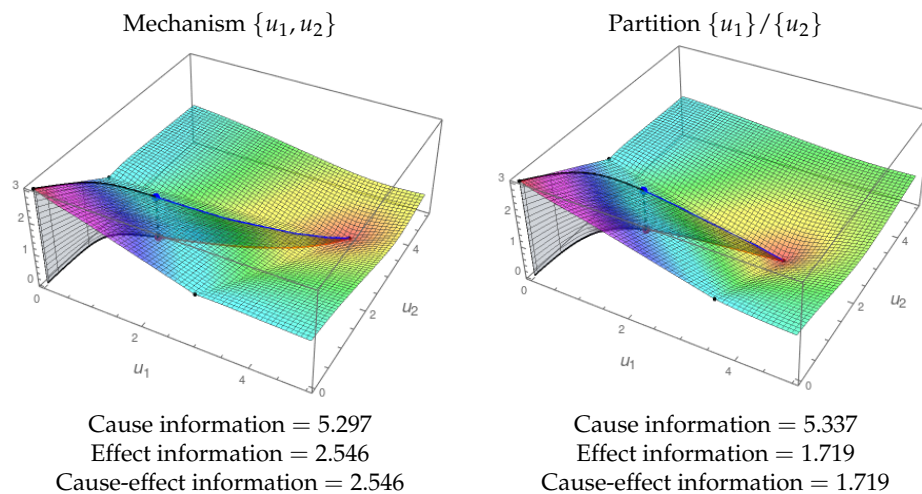 Mechanism {u₁, u₂}
Partition {u₁}/{u₂}
3
2
1
0
0
2
4
u₁
0
2
4
u₂
3
2
1
0
0
2
4
u₁
0
2
4
u₂
Cause information = 5.297
Effect information = 2.546
Cause-effect information = 2.546
Cause information = 5.337
Effect information = 1.719
Cause-effect information = 1.719